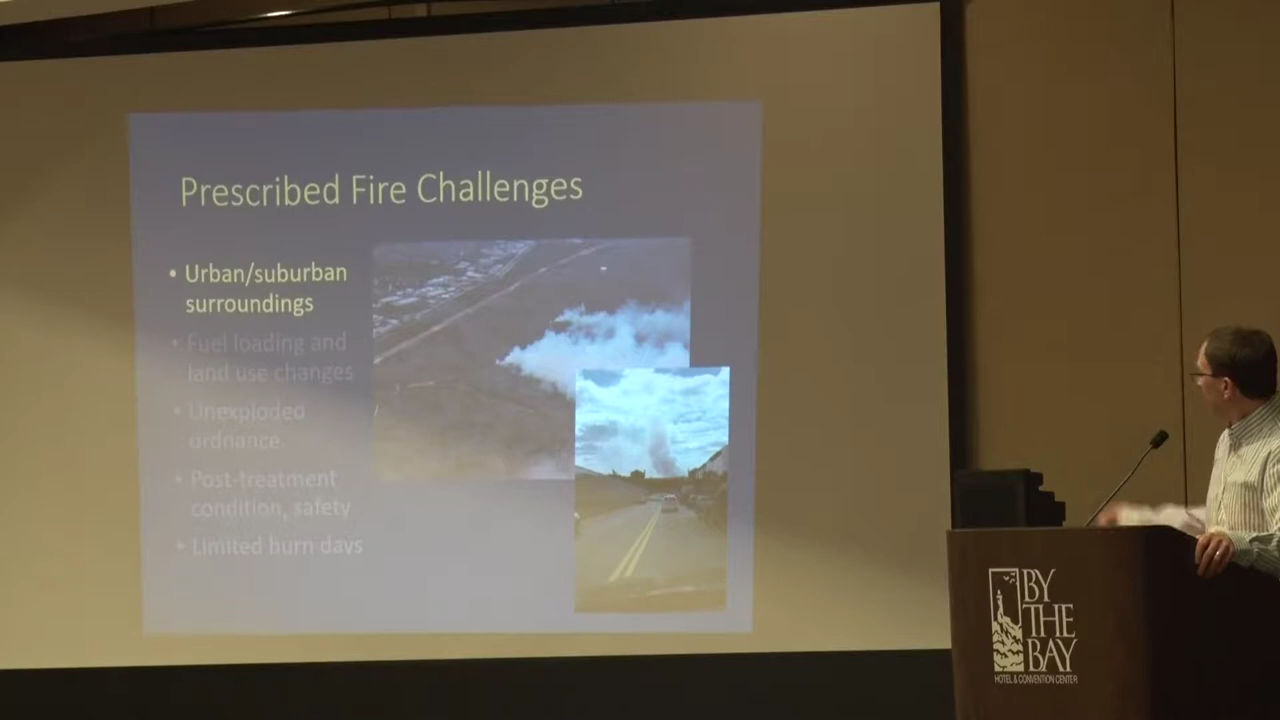 Prescribed Fire Challenges
• Urban/suburban
surroundings
• Fuel loading and
land use changes
• Unexploded
ordnance
• Post-treatment
condition, safety
• Limited burn days
BY
THE
BAY
HOTEL & CONVENTION CENTER